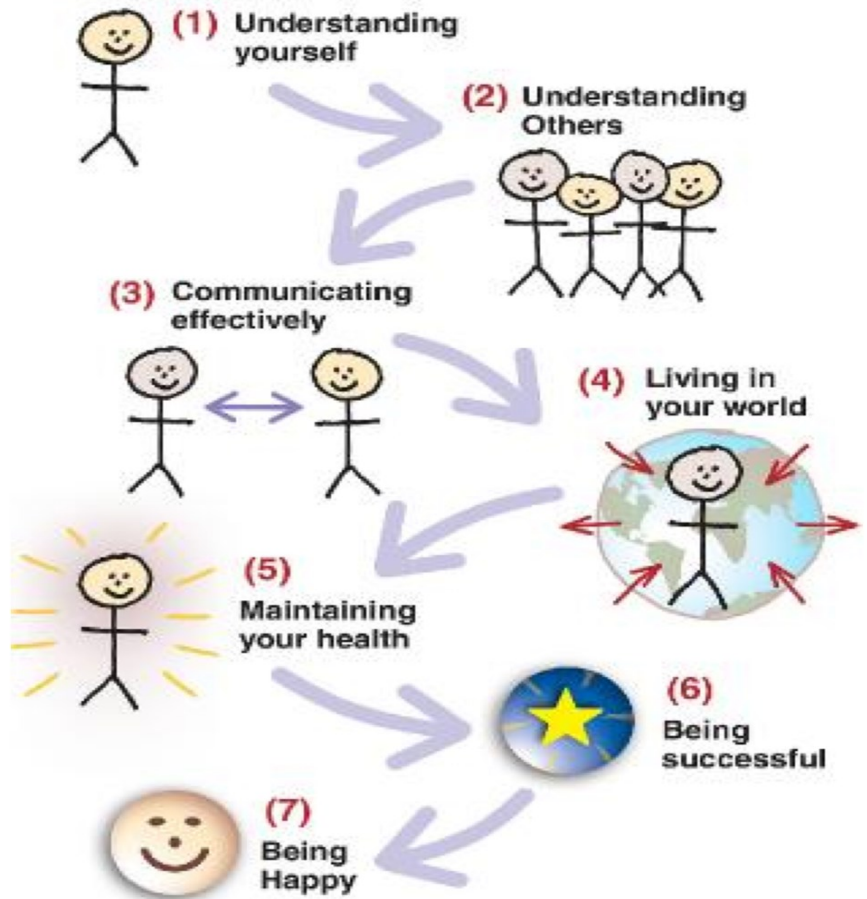 (1) Understanding
yourself
(2) Understanding
Others
(3) Communicating
effectively
(4) Living in
your world
(5)
Maintaining
your health
(6)
Being
successful
(7)
Being
Happy